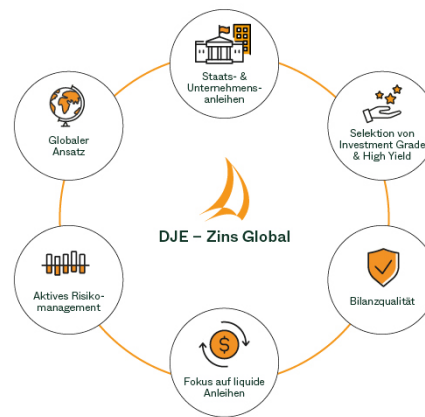 Staats- &
Unternehmens-
anleihen
Selektion von
Investment Grade
& High Yield
Bilanzqualität
$
Fokus auf liquide
Anleihen
Aktives Risiko-
management
Globaler
Ansatz
DJE – Zins Global